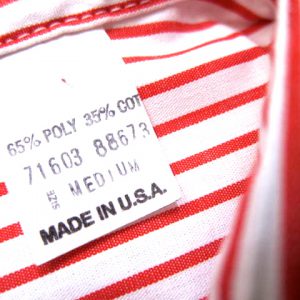 65% POLY 35% COT
71603 88673
SIZE MEDIUM
MADE IN U.S.A.